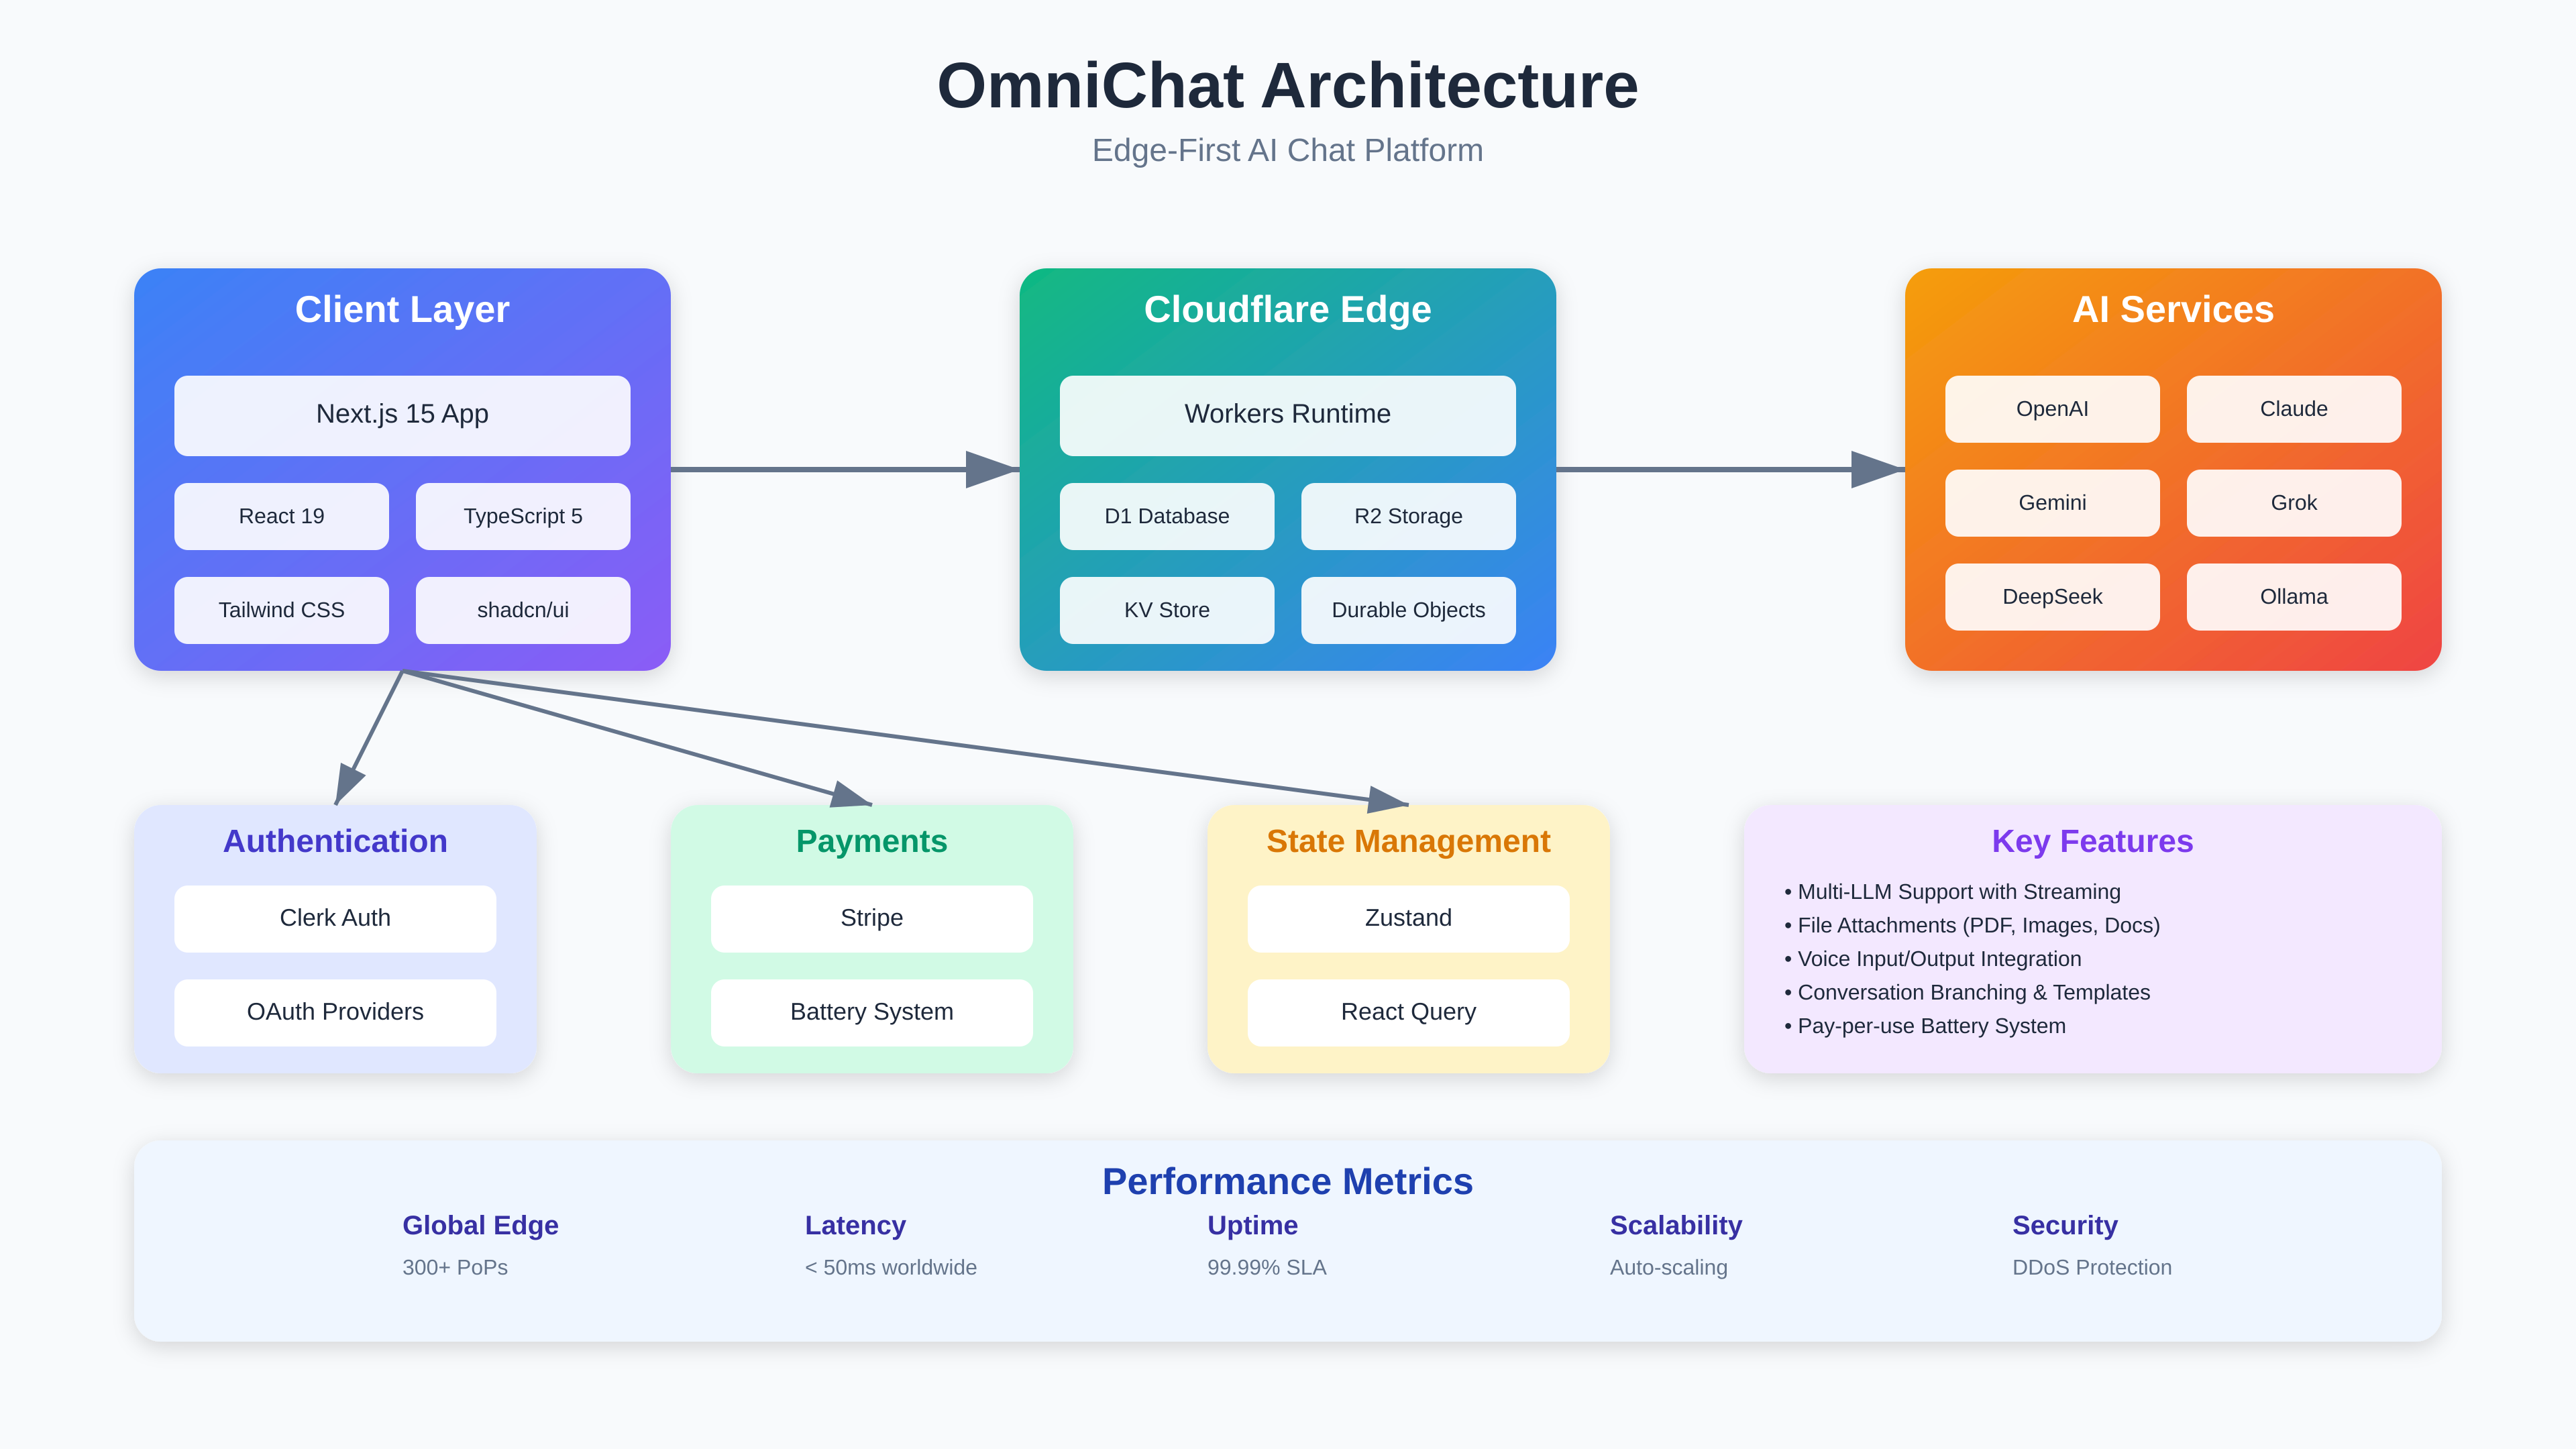 OmniChat Architecture
Edge-First AI Chat Platform
Client Layer
Next.js 15 App
React 19
TypeScript 5
Tailwind CSS
shadcn/ui
Cloudflare Edge
Workers Runtime
D1 Database
R2 Storage
KV Store
Durable Objects
AI Services
OpenAI
Claude
Gemini
Grok
DeepSeek
Ollama
Authentication
Clerk Auth
OAuth Providers
Payments
Stripe
Battery System
State Management
Zustand
React Query
Key Features
• Multi-LLM Support with Streaming
• File Attachments (PDF, Images, Docs)
• Voice Input/Output Integration
• Conversation Branching & Templates
• Pay-per-use Battery System
Performance Metrics
Global Edge
300+ PoPs
Latency
< 50ms worldwide
Uptime
99.99% SLA
Scalability
Auto-scaling
Security
DDoS Protection